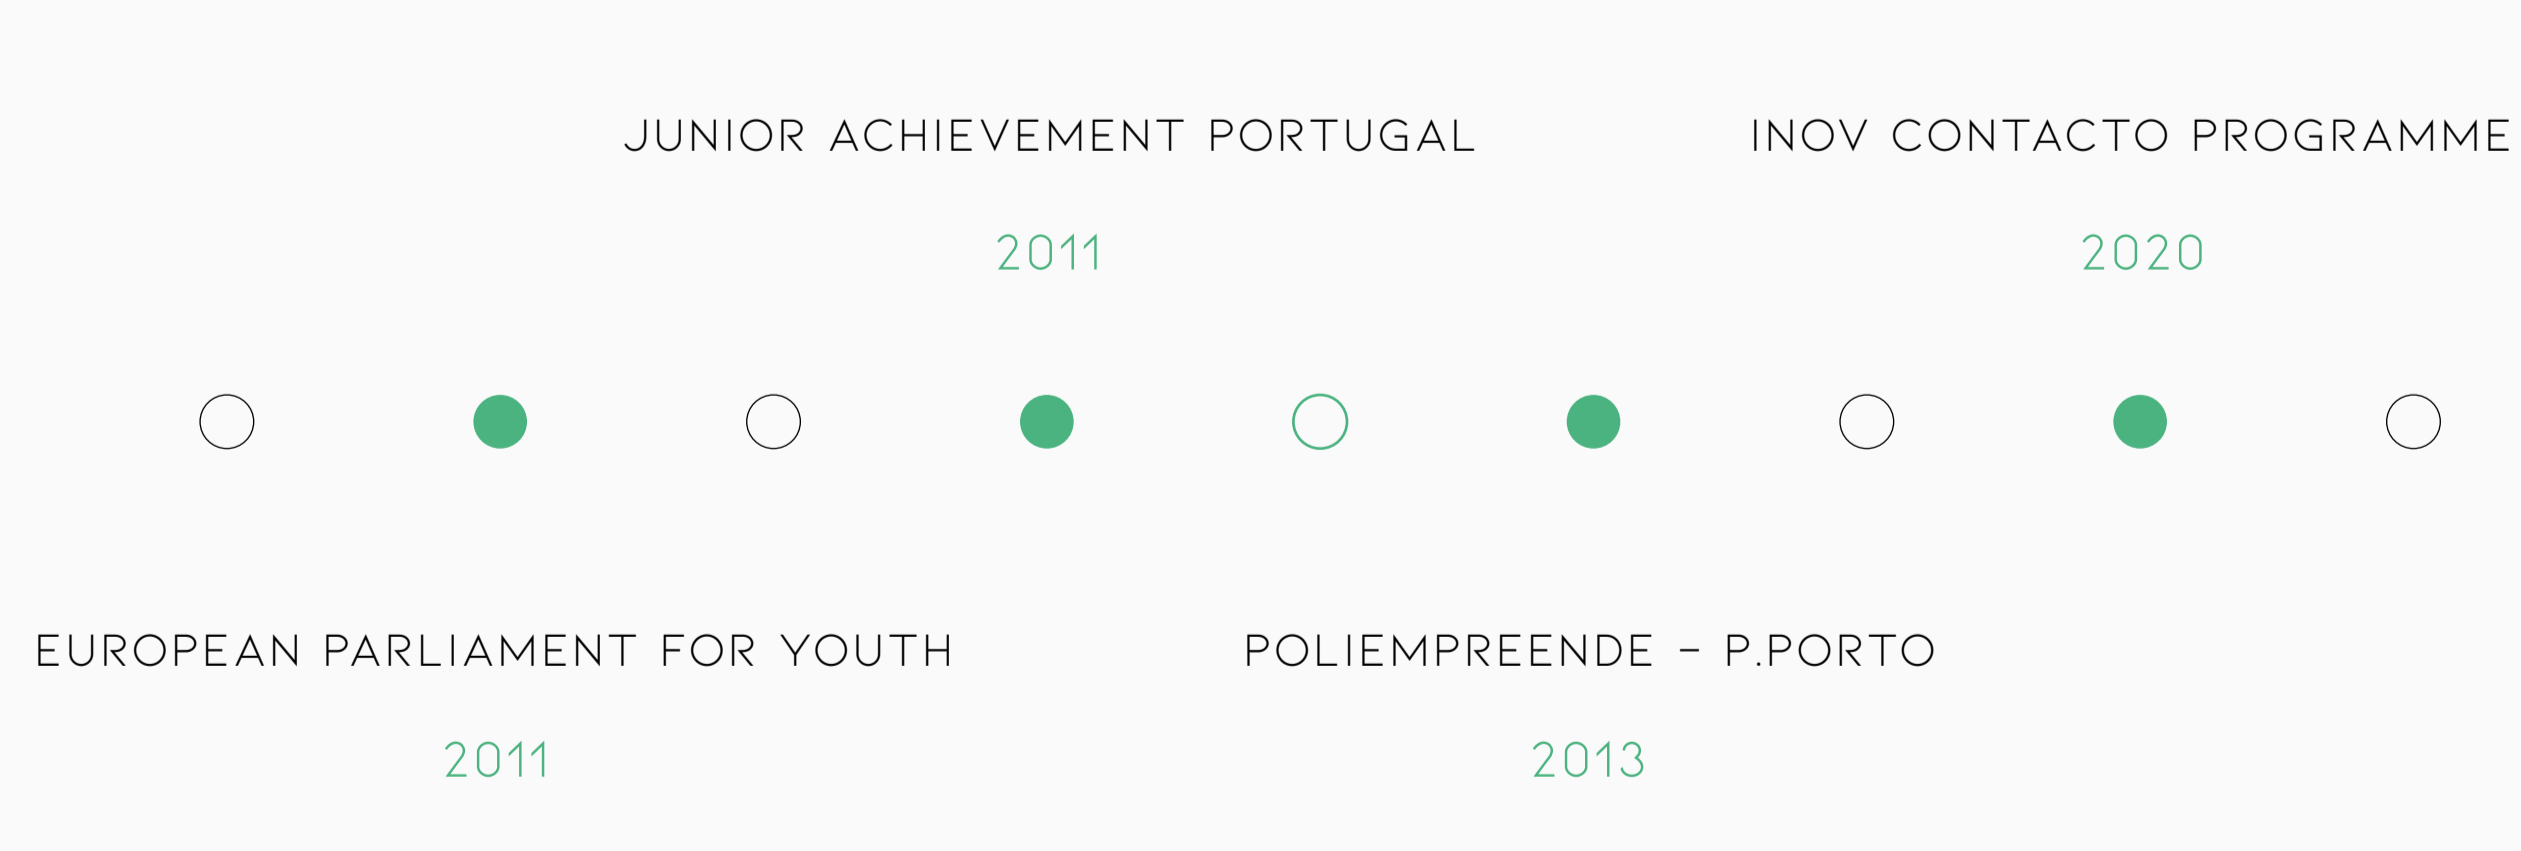 JUNIOR ACHIEVEMENT PORTUGAL
2011
INOV CONTACTO PROGRAMME
2020
EUROPEAN PARLIAMENT FOR YOUTH
2011
POLIEMPREENDE - P.PORTO
2013